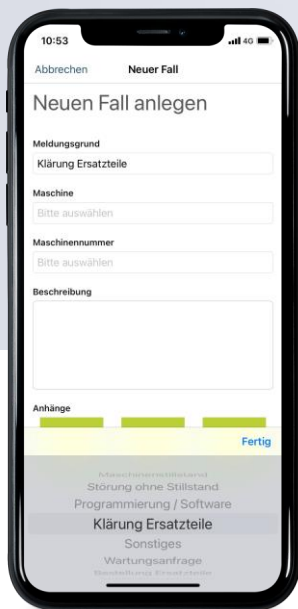 10:53
4G
Abbrechen Neuer Fall
Neuen Fall anlegen
Meldungsgrund
Klärung Ersatzteile
Maschine
Bitte auswählen
Maschinennummer
Bitte auswählen
Beschreibung
Anhänge
Fertig
Maschinenstillstand
Störung ohne Stillstand
Programmierung / Software
Klärung Ersatzteile
Sonstiges
Wartungsanfrage
Bestellung Ersatzteile